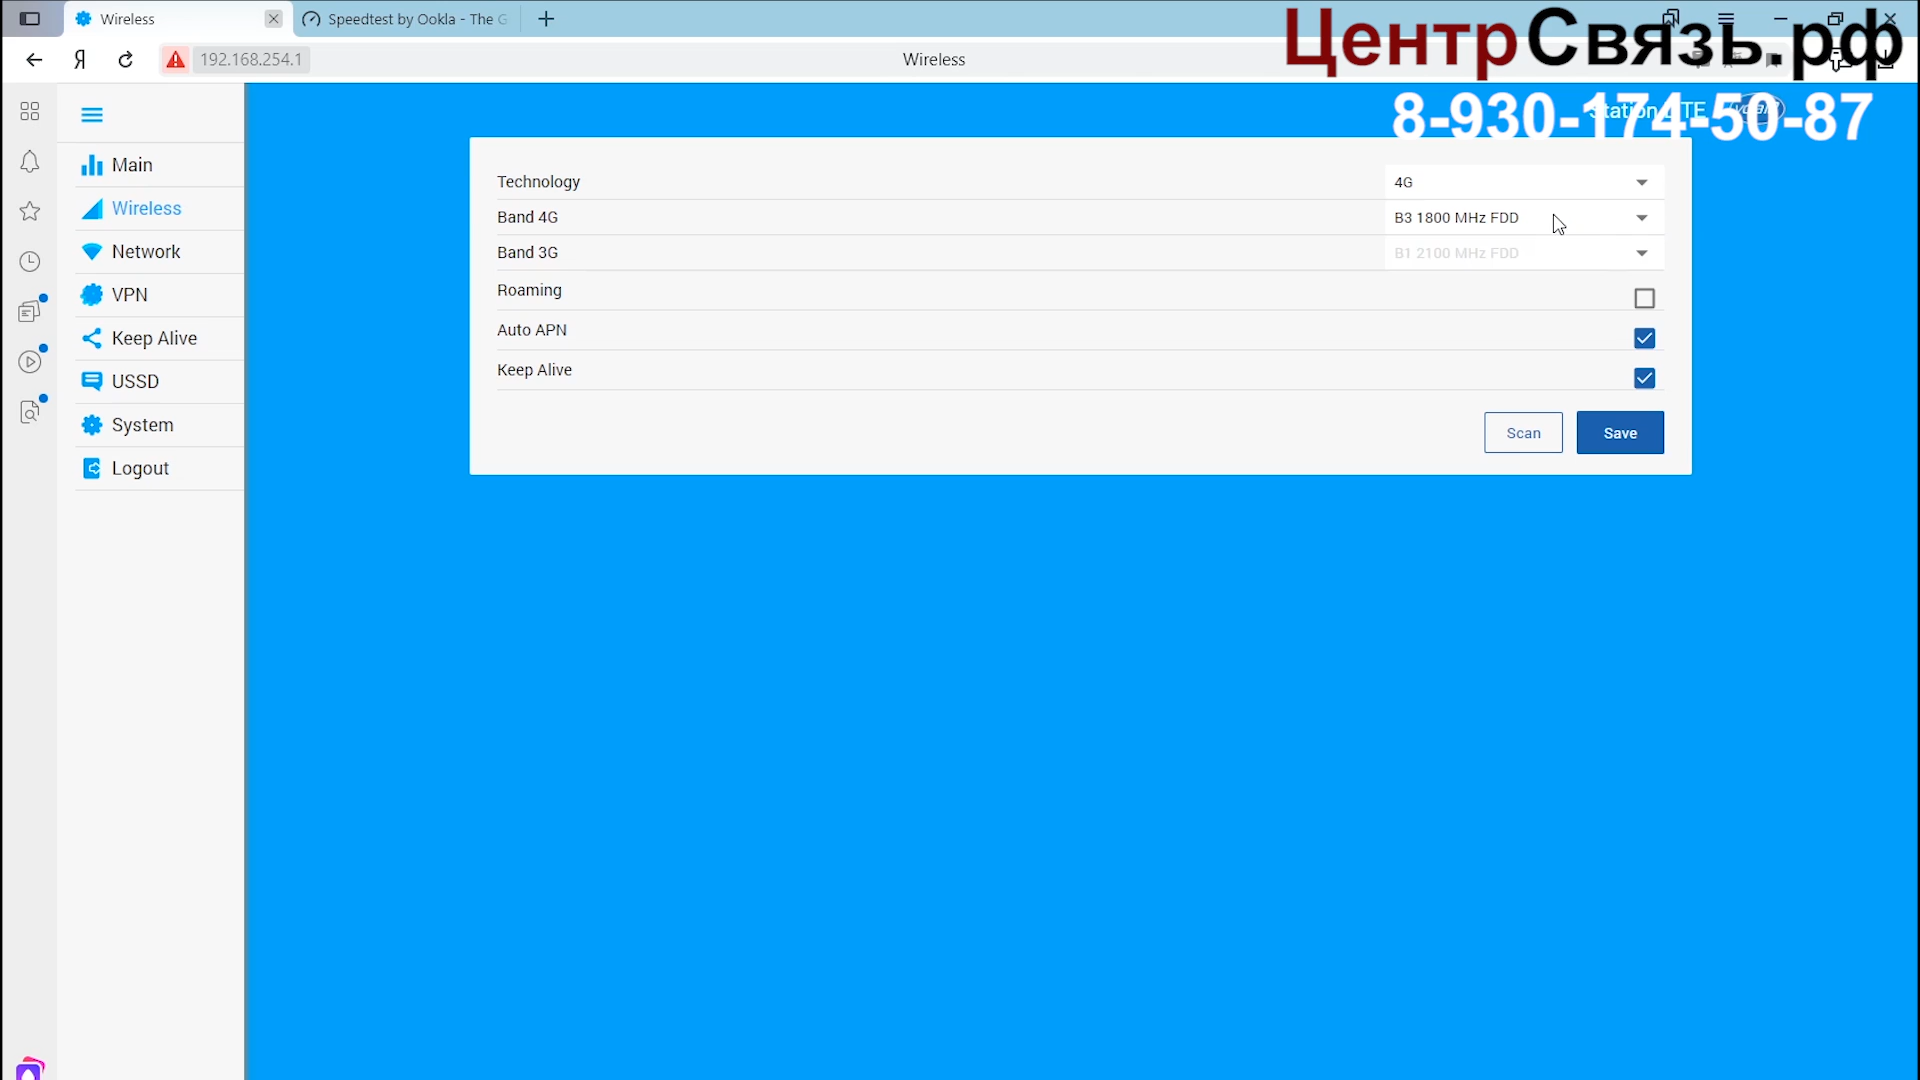 Wireless
Speedtest by Ookla - The G
ЦентрСвязь.рф
Я
192.168.254.1
Wireless
8-930-174-50-87
Main
Wireless
Network
VPN
Keep Alive
USSD
System
Logout
Technology
4G
Band 4G
B3 1800 MHz FDD
Band 3G
B1 2100 MHz FDD
Roaming
Auto APN
Keep Alive
Scan
Save